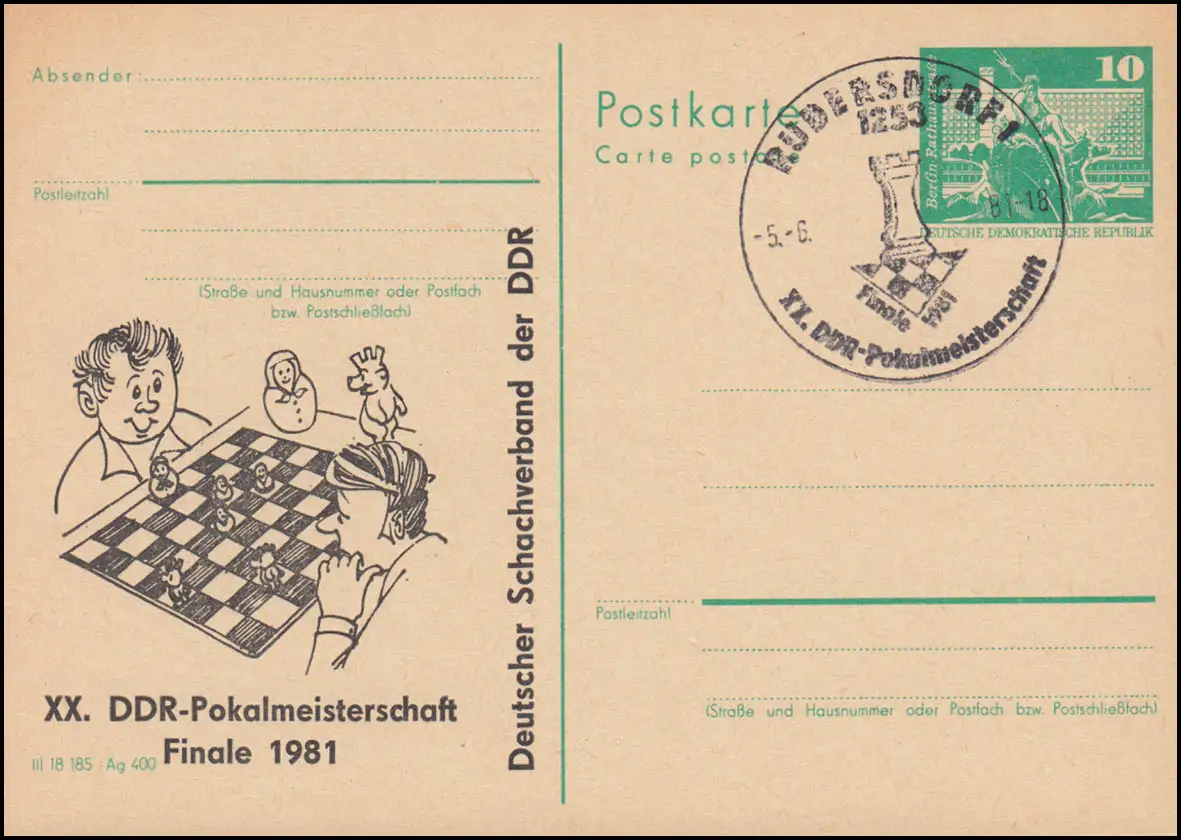 Absender:
Postleitzahl
(Straße und Hausnummer oder Postfach
bzw. Postschließfach)
Deutscher Schachverband der DDR
XX. DDR-Pokalmeisterschaft
Finale 1981
III 18 185 Ag 400
Postkarte
Carte postale
10
Berlin-Rathausstraße
DEUTSCHE DEMOKRATISCHE REPUBLIK
RÜDERSDORF 1
1253
-5.-6. 81-18
Finale 1981
XX. DDR-Pokalmeisterschaft
Postleitzahl
(Straße und Hausnummer oder Postfach bzw. Postschließfach)